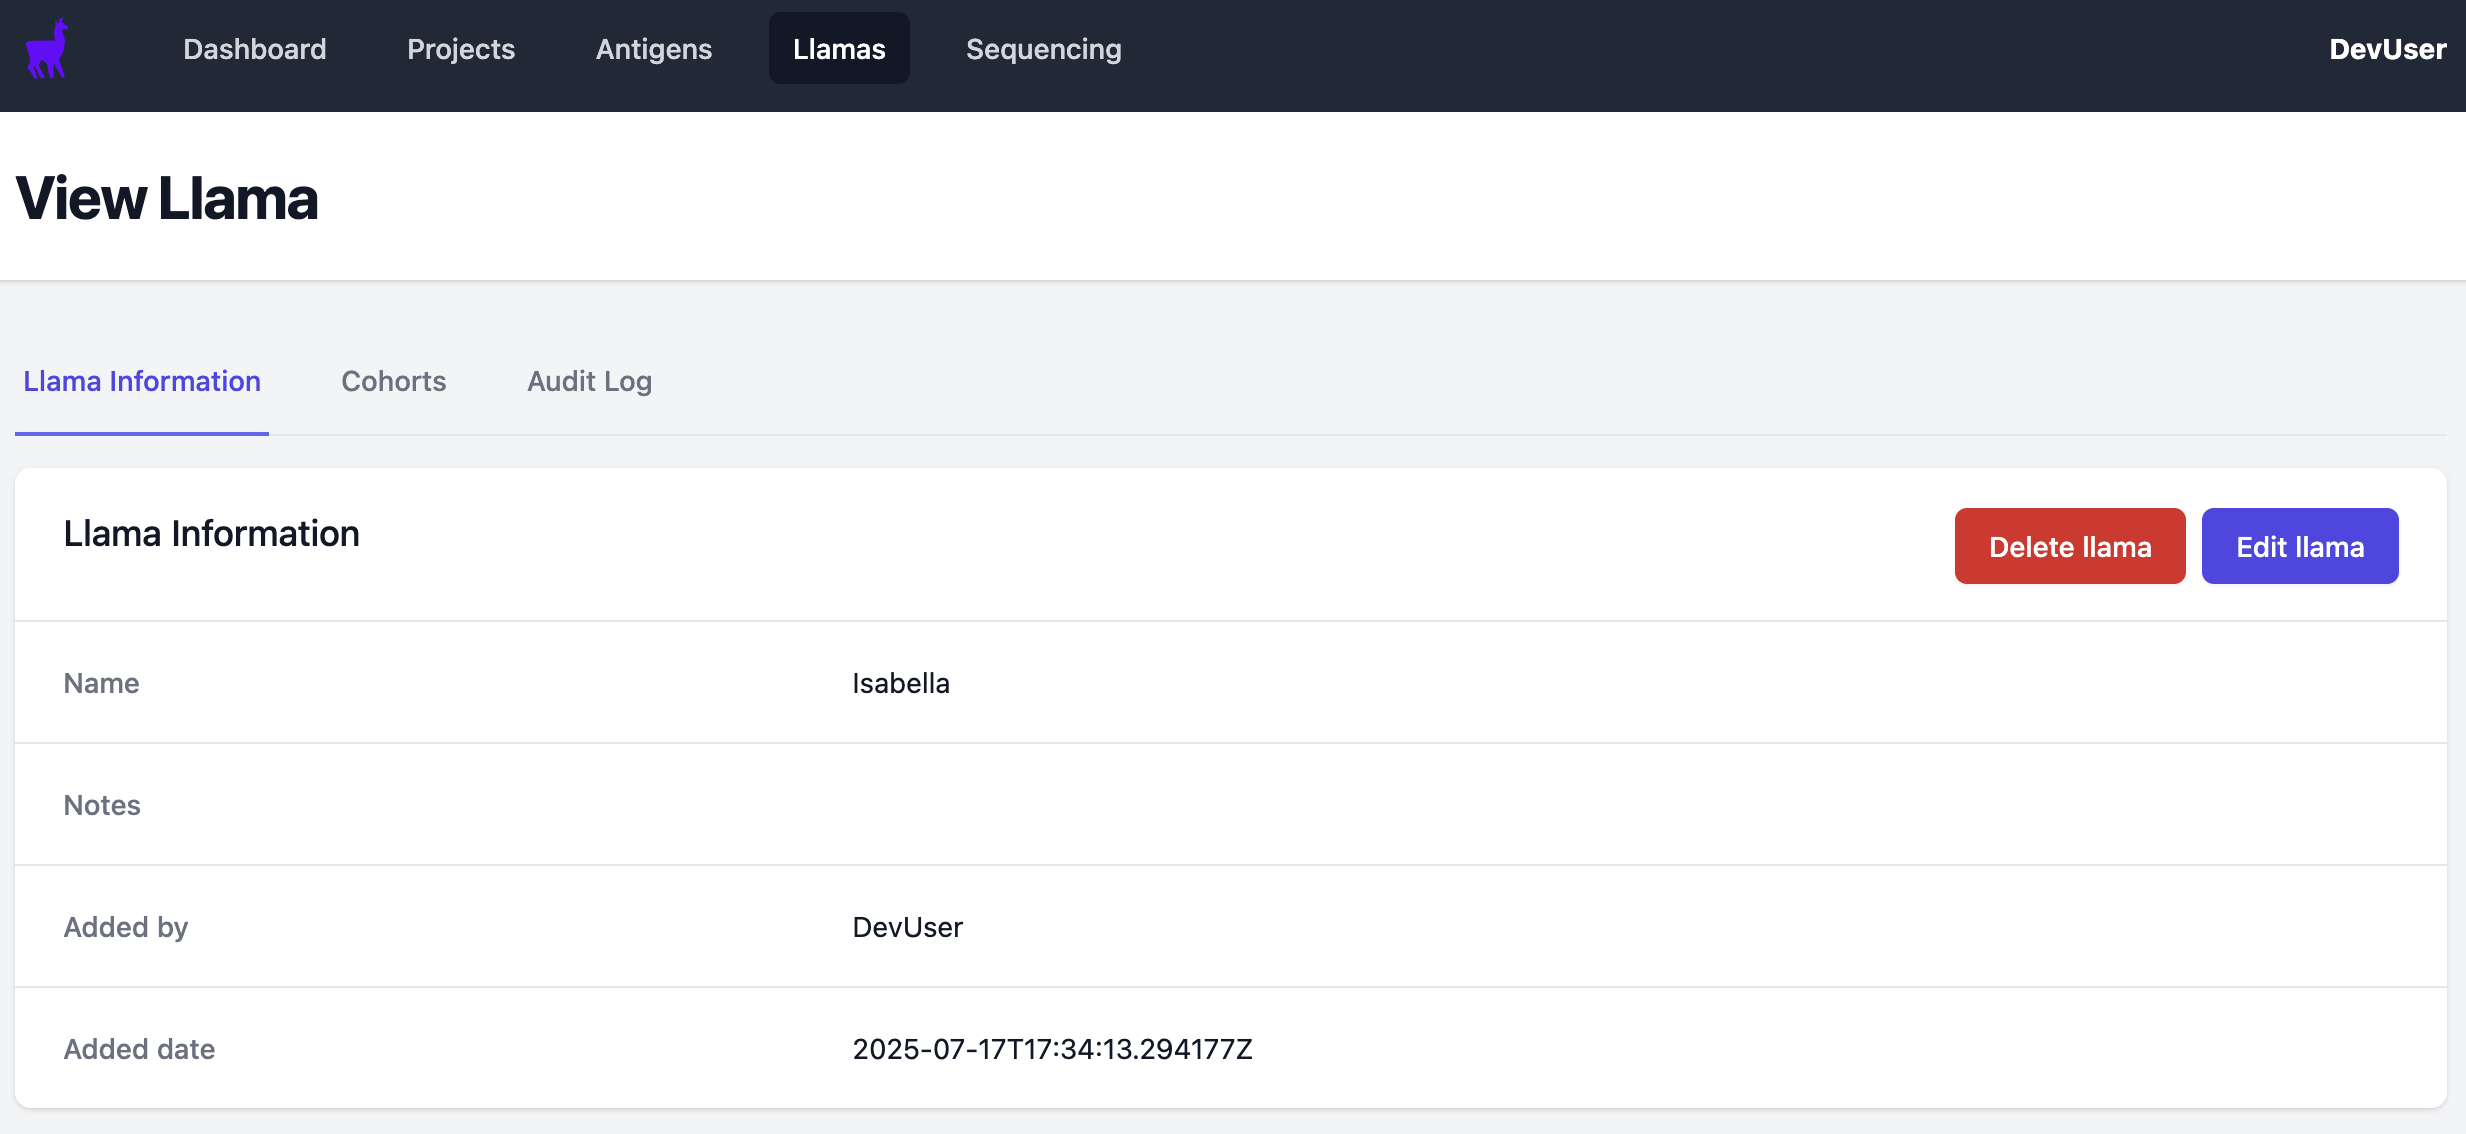 Dashboard Projects Antigens Llamas Sequencing DevUser
View Llama
Llama Information Cohorts Audit Log
Llama Information Delete llama Edit llama
Name Isabella
Notes
Added by DevUser
Added date 2025-07-17T17:34:13.294177Z